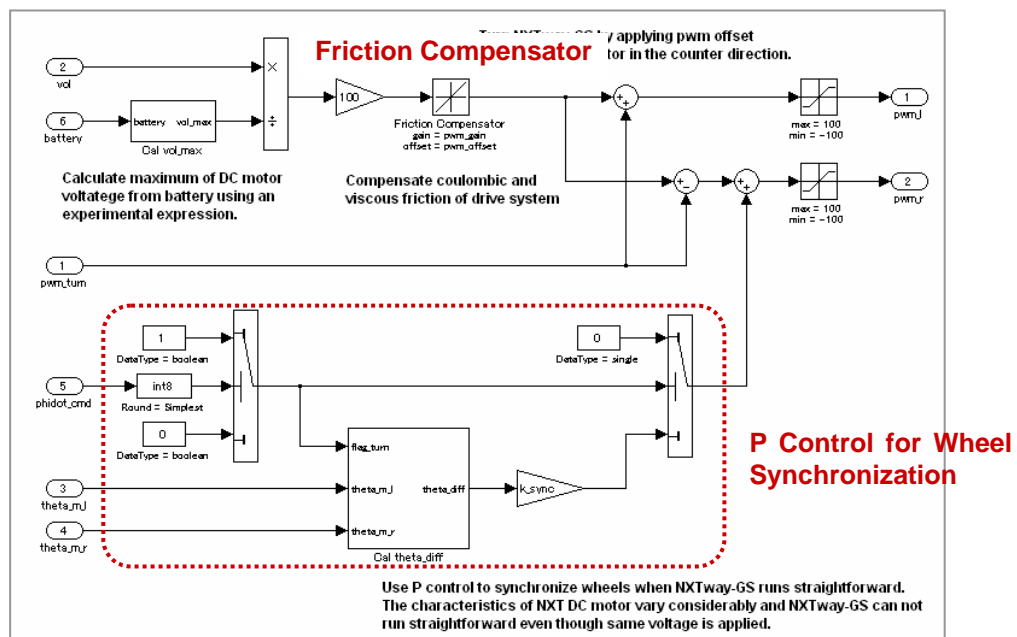 Friction Compensator
by applying pwm offset
tor in the counter direction.
2
vol
6
battery
battery vol_max
Cal vol_max
×
÷
100
Friction Compensator
gain = pwm_gain
offset = pwm_offset
max = 100
min = -100
1
pwm_l
Calculate maximum of DC motor
voltatege from battery using an
experimental expression.
Compensate coulombic and
viscous friction of drive system
max = 100
min = -100
2
pwm_r
1
pwm_turn
1
DataType = boolean
0
DataType = single
5
phidot_cmd
int8
Round = Simplest
0
DataType = boolean
flag_turn
3
theta_m_l
theta_m_l theta_diff
k_sync
4
theta_m_r
theta_m_r
Cal theta_diff
P Control for Wheel
Synchronization
Use P control to synchronize wheels when NXTway-GS runs straightforward.
The characteristics of NXT DC motor vary considerably and NXTway-GS can not
run straightforward even though same voltage is applied.